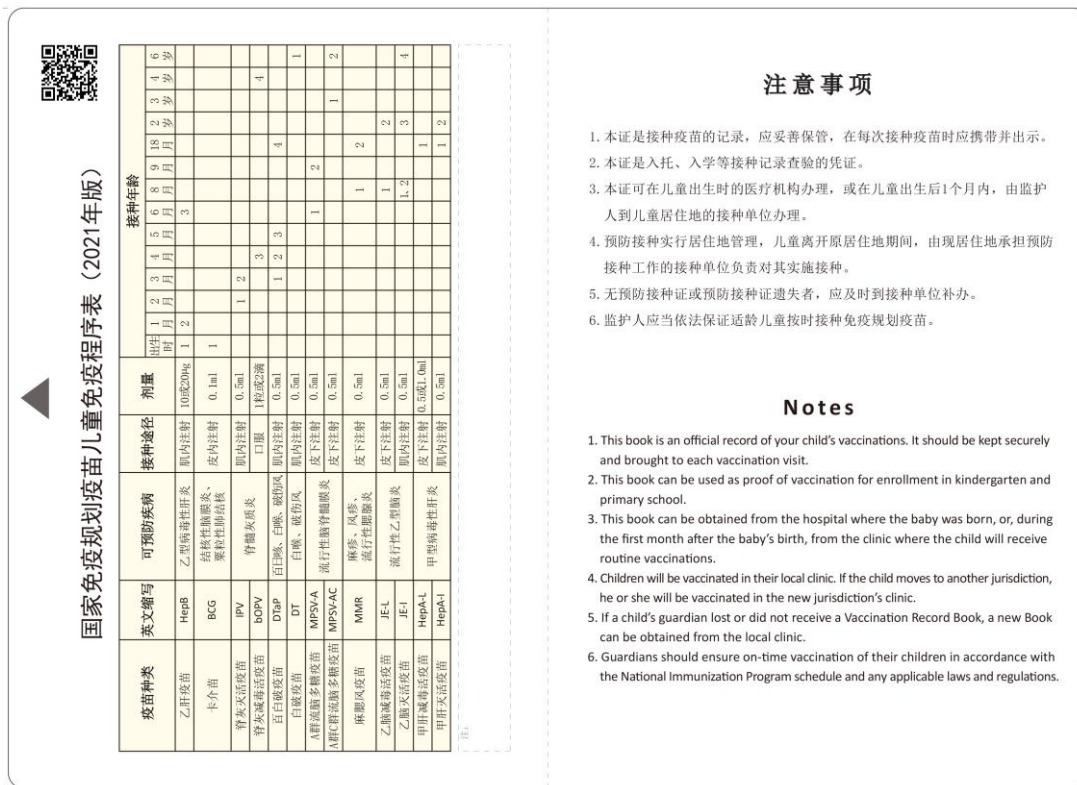 国家免疫规划疫苗儿童免疫程序表（2021年版）
疫苗种类 英文缩写 可预防疾病 接种途径 剂量 接种年龄
出生时 1月 2月 3月 4月 5月 6月 8月 9月 18月 2岁 3岁 4岁 6岁
乙肝疫苗 HepB 乙型病毒性肝炎 肌内注射 10或20μg 1 2 3
卡介苗 BCG 结核性脑膜炎、粟粒性肺结核 皮内注射 0.1ml 1
脊灰灭活疫苗 IPV 脊髓灰质炎 肌内注射 0.5ml 1 2
脊灰减毒活疫苗 bOPV 口服 1粒或2滴 3 4
百白破疫苗 DTaP 百日咳、白喉、破伤风 肌内注射 0.5ml 1 2 3 4
白破疫苗 DT 白喉、破伤风 肌内注射 0.5ml 1
A群流脑多糖疫苗 MPSV-A 流行性脑脊髓膜炎 皮下注射 0.5ml 1 2
A群C群流脑多糖疫苗 MPSV-AC 皮下注射 0.5ml 1 2
麻腮风疫苗 MMR 麻疹、风疹、流行性腮腺炎 皮下注射 0.5ml 1 2
乙脑减毒活疫苗 JE-L 流行性乙型脑炎 皮下注射 0.5ml 1 2
乙脑灭活疫苗 JE-I 肌内注射 0.5ml 1、2 3 4
甲肝减毒活疫苗 HepA-L 甲型病毒性肝炎 皮下注射 0.5或1.0ml 1
甲肝灭活疫苗 HepA-I 肌内注射 0.5ml 1 2
注:
注意事项
1. 本证是接种疫苗的记录，应妥善保管，在每次接种疫苗时应携带并出示。
2. 本证是入托、入学等接种记录查验的凭证。
3. 本证可在儿童出生时的医疗机构办理，或在儿童出生后1个月内，由监护
人到儿童居住地的接种单位办理。
4. 预防接种实行居住地管理，儿童离开原居住地期间，由现居住地承担预防
接种工作的接种单位负责对其实施接种。
5. 无预防接种证或预防接种证遗失者，应及时到接种单位补办。
6. 监护人应当依法保证适龄儿童按时接种免疫规划疫苗。
Notes
1. This book is an official record of your child's vaccinations. It should be kept securely
and brought to each vaccination visit.
2. This book can be used as proof of vaccination for enrollment in kindergarten and
primary school.
3. This book can be obtained from the hospital where the baby was born, or, during
the first month after the baby's birth, from the clinic where the child will receive
routine vaccinations.
4. Children will be vaccinated in their local clinic. If the child moves to another jurisdiction,
he or she will be vaccinated in the new jurisdiction's clinic.
5. If a child's guardian lost or did not receive a Vaccination Record Book, a new Book
can be obtained from the local clinic.
6. Guardians should ensure on-time vaccination of their children in accordance with
the National Immunization Program schedule and any applicable laws and regulations.